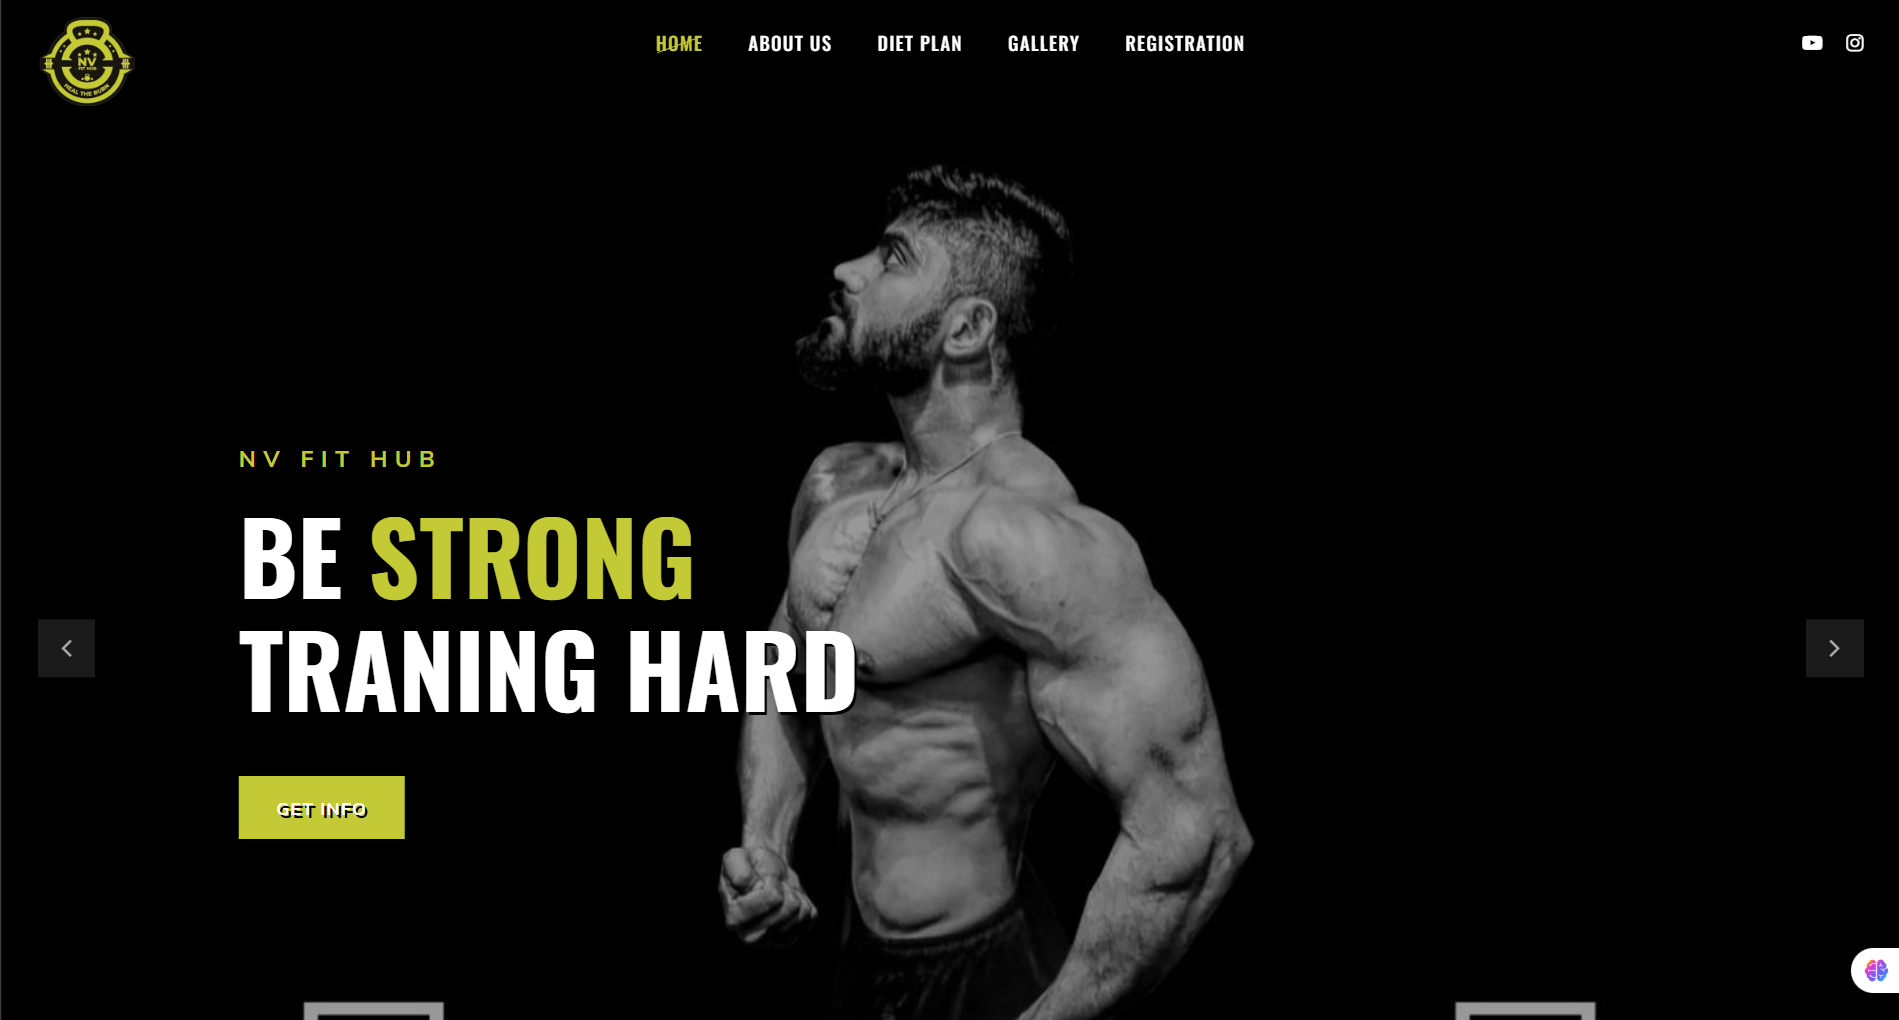 NV
FIT HUB
HEAL THE BURN
HOME
ABOUT US
DIET PLAN
GALLERY
REGISTRATION
NV FIT HUB
BE STRONG
TRANING HARD
GET INFO